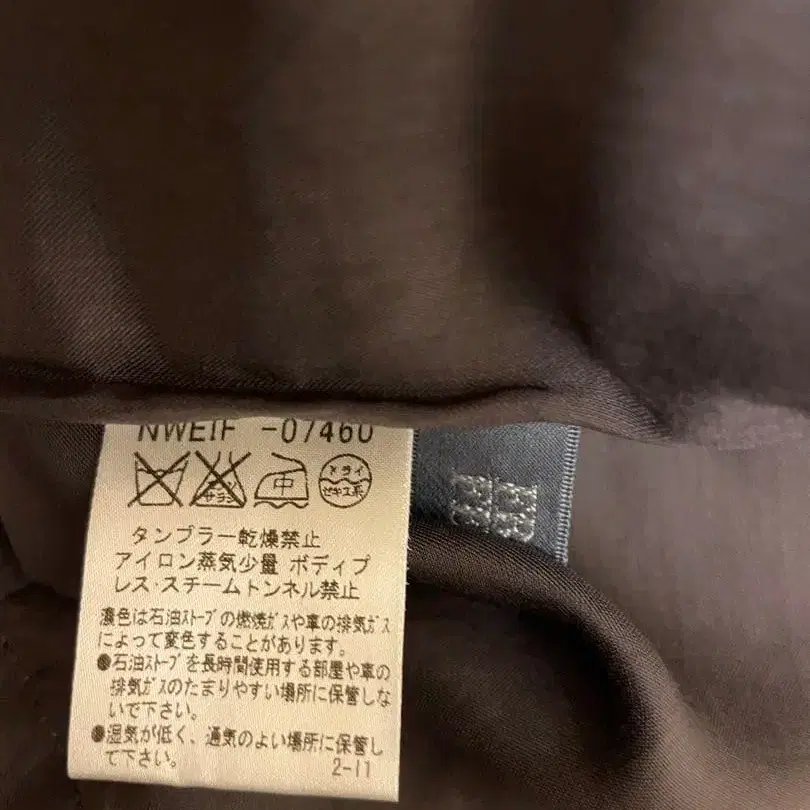 NWEIF -07460
中
ドライ
セキユ系
タンブラー乾燥禁止
アイロン蒸気少量 ボディプ
レス・スチームトンネル禁止
濃色は石油ストーブの燃焼ガスや車の排気ガス
によって変色することがあります。
●石油ストーブを長時間使用する部屋や車の
排気ガスのたまりやすい場所に保管しな
いで下さい。
●湿気が低く、通気のよい場所に保管し
て下さい。
2-11